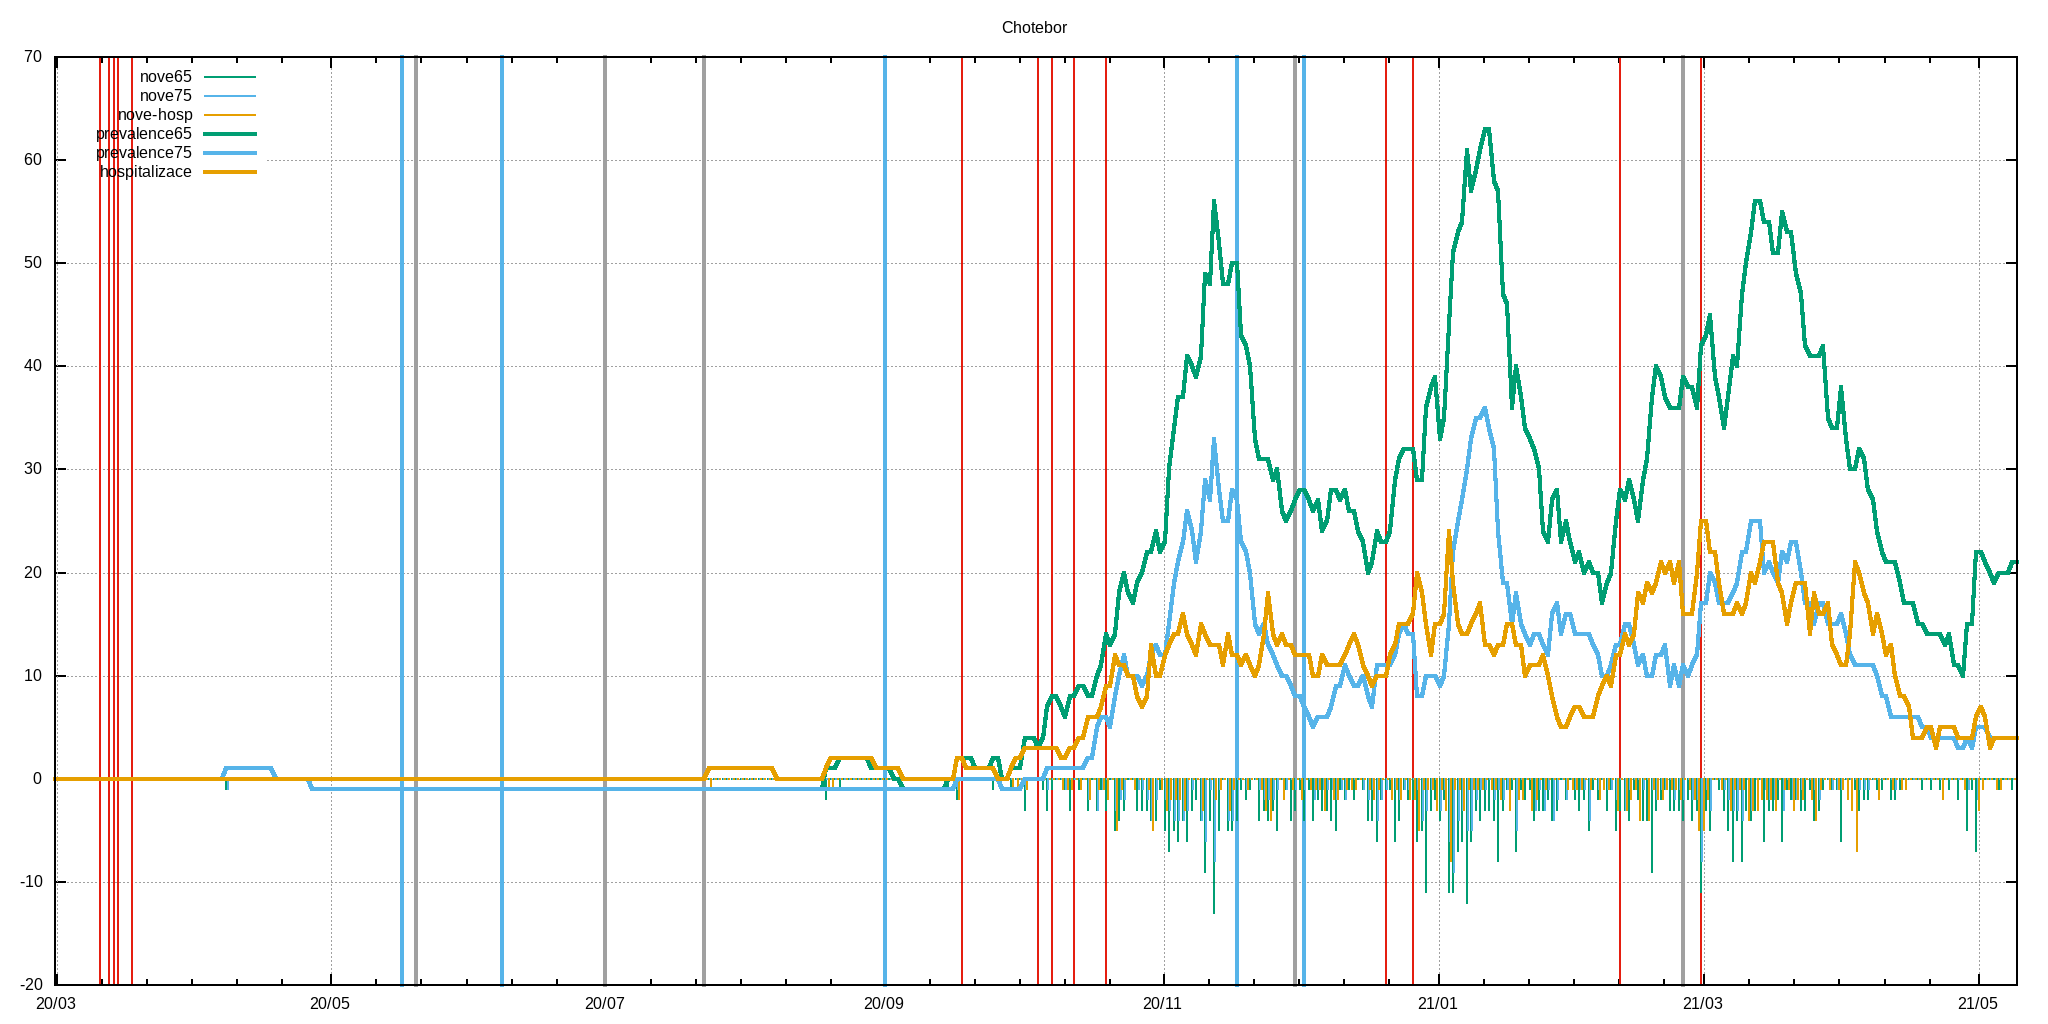 Chotebor
70
60
50
40
30
20
10
0
-10
-20
nove65
nove75
nove-hosp
prevalence65
prevalence75
hospitalizace
20/03 20/05 20/07 20/09 20/11 21/01 21/03 21/05